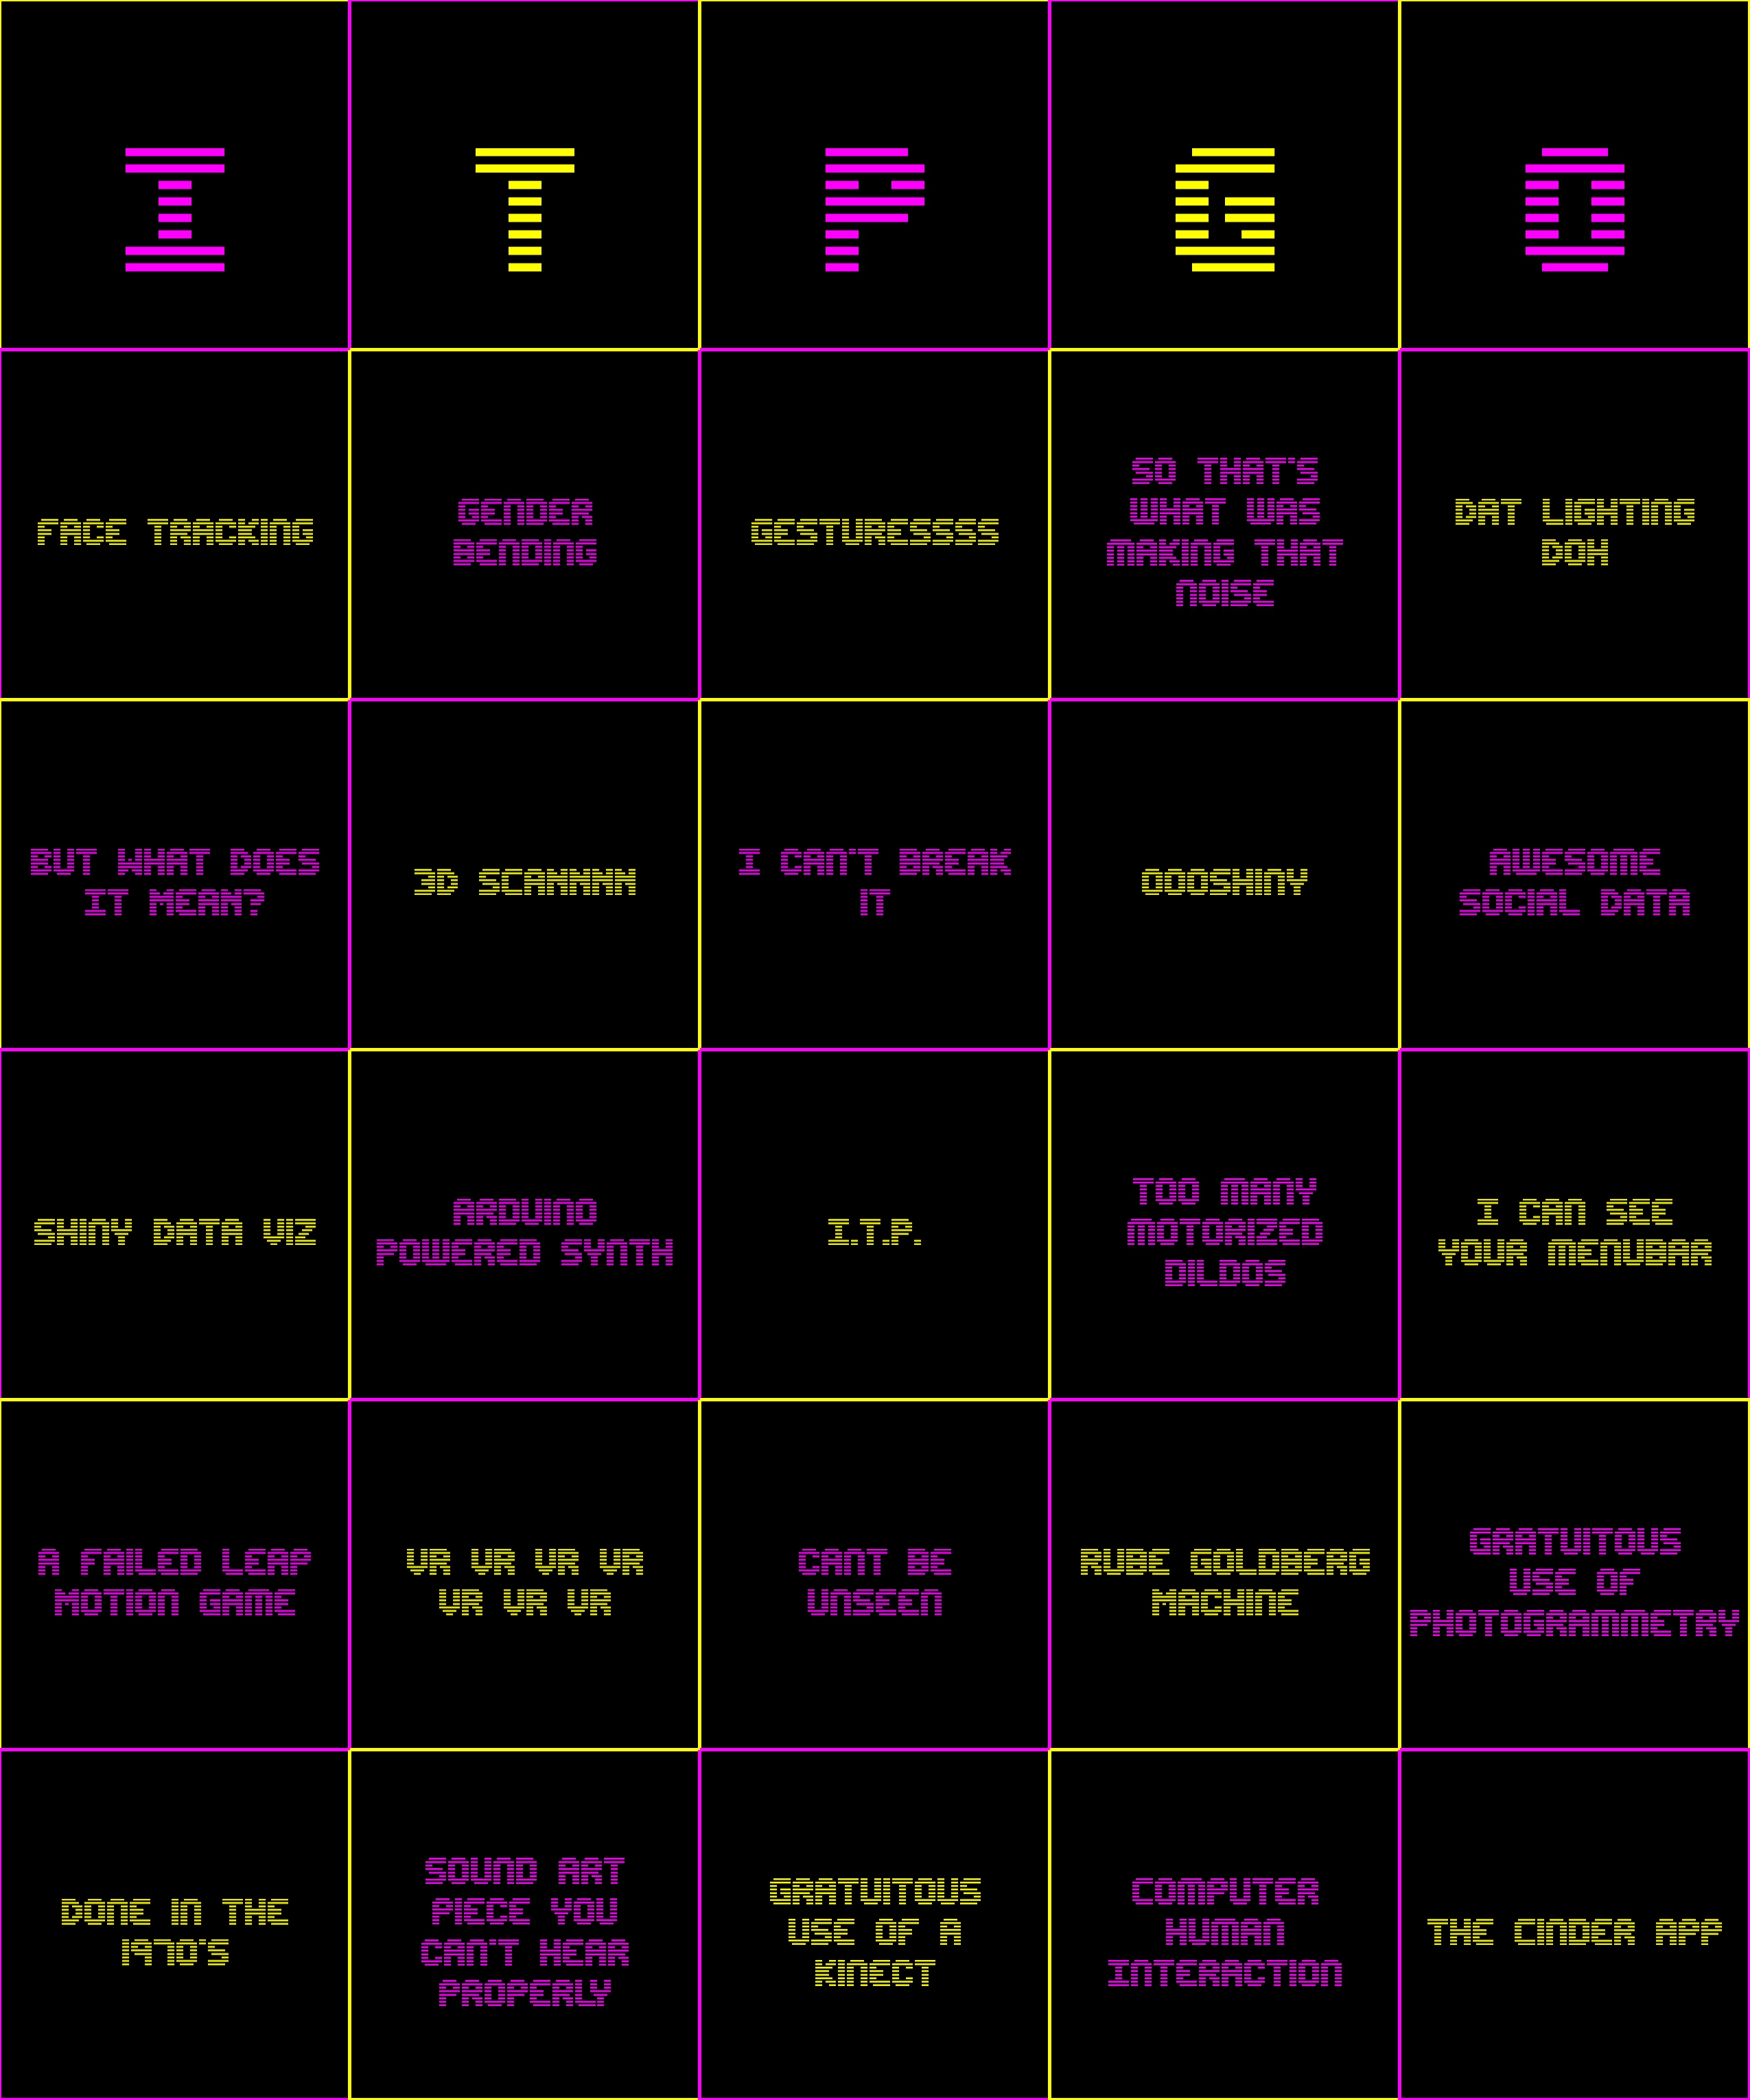 I
T
P
G
O
FACE TRACKING
GENDER
BENDING
GESTURESSSS
SO THAT'S
WHAT WAS
MAKING THAT
NOISE
DAT LIGHTING
DOH
BUT WHAT DOES
IT MEAN?
3D SCANNNN
I CAN'T BREAK
IT
OOOSHINY
AWESOME
SOCIAL DATA
SHINY DATA VIZ
ARDUINO
POWERED SYNTH
I.T.P.
TOO MANY
MOTORIZED
DILDOS
I CAN SEE
YOUR MENUBAR
A FAILED LEAP
MOTION GAME
VR VR VR VR
VR VR VR
CANT BE
UNSEEN
RUBE GOLDBERG
MACHINE
GRATUITOUS
USE OF
PHOTOGRAMMETRY
DONE IN THE
1970'S
SOUND ART
PIECE YOU
CAN'T HEAR
PROPERLY
GRATUITOUS
USE OF A
KINECT
COMPUTER
HUMAN
INTERACTION
THE CINDER APP